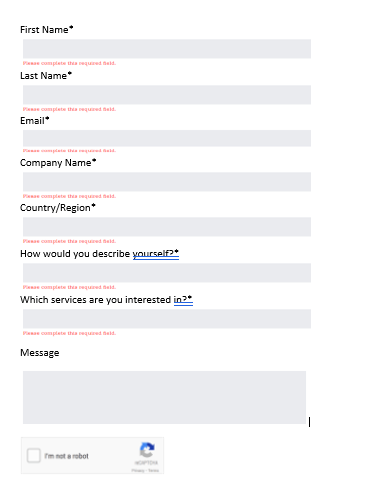 First Name*
Please complete this required field.
Last Name*
Please complete this required field.
Email*
Please complete this required field.
Company Name*
Please complete this required field.
Country/Region*
Please complete this required field.
How would you describe yourself?*
Please complete this required field.
Which services are you interested in?*
Please complete this required field.
Message
I'm not a robot
reCAPTCHA
Privacy - Terms